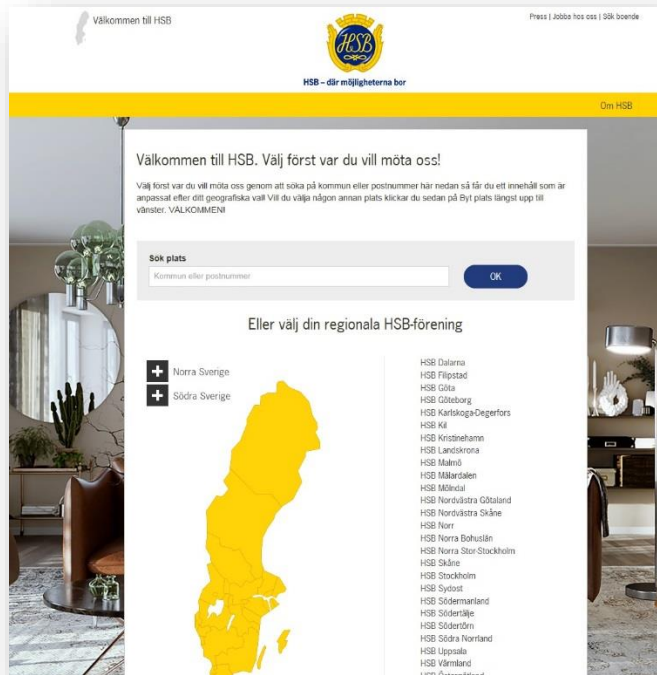 Välkommen till HSB
Press | Jobba hos oss | Sök boende
HSB
HSB – där möjligheterna bor
Om HSB
Välkommen till HSB. Välj först var du vill möta oss!
Välj först var du vill möta oss genom att söka på kommun eller postnummer här nedan så får du ett innehåll som är
anpassat efter ditt geografiska val! Vill du välja någon annan plats klickar du sedan på Byt plats längst upp till
vänster. VÄLKOMMEN!
Sök plats
Kommun eller postnummer
OK
Eller välj din regionala HSB-förening
Norra Sverige
Södra Sverige
HSB Dalarna
HSB Filipstad
HSB Göta
HSB Göteborg
HSB Karlskoga-Degerfors
HSB Kil
HSB Kristinehamn
HSB Landskrona
HSB Malmö
HSB Mälardalen
HSB Mölndal
HSB Nordvästra Götaland
HSB Nordvästra Skåne
HSB Norr
HSB Norra Bohuslän
HSB Norra Stor-Stockholm
HSB Skåne
HSB Stockholm
HSB Sydost
HSB Södermanland
HSB Södertälje
HSB Södertörn
HSB Södra Norrland
HSB Uppsala
HSB Värmland
HSB Östergötland